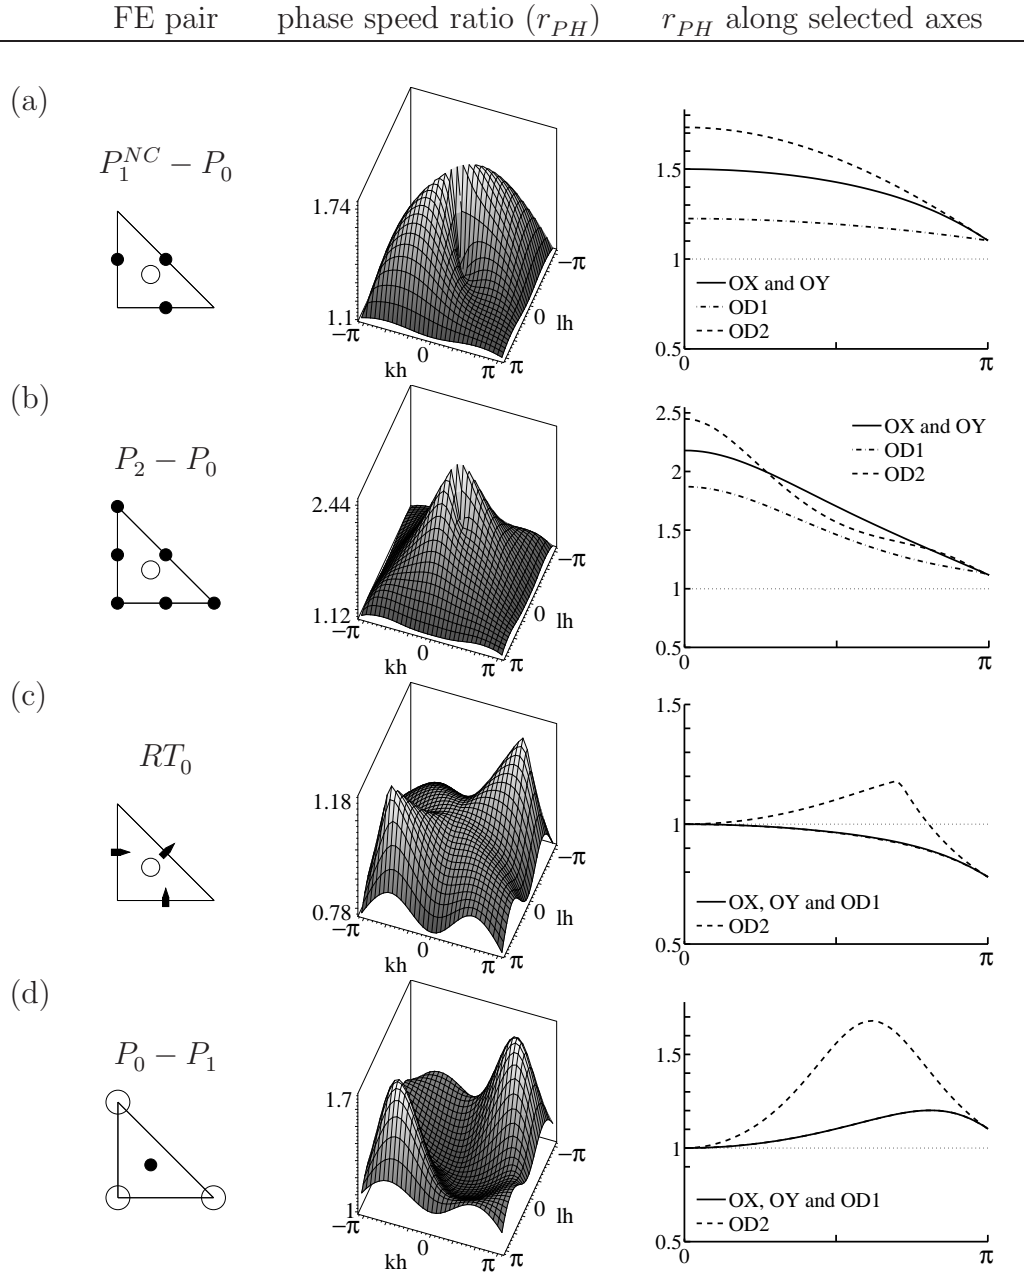 FE pair phase speed ratio (r_PH) r_PH along selected axes
(a)
P_1^NC − P_0
1.74
1.1
−π
0
π
kh
π
0
−π
lh
1.5
1
0.5
0
π
OX and OY
OD1
OD2
(b)
P_2 − P_0
2.44
1.12
−π
0
π
kh
π
0
−π
lh
2.5
2
1.5
1
0.5
0
π
OX and OY
OD1
OD2
(c)
RT_0
1.18
0.78
−π
0
π
kh
π
0
−π
lh
1.5
1
0.5
0
π
OX, OY and OD1
OD2
(d)
P_0 − P_1
1.7
1
−π
0
π
kh
π
0
−π
lh
1.5
1
0.5
0
π
OX, OY and OD1
OD2